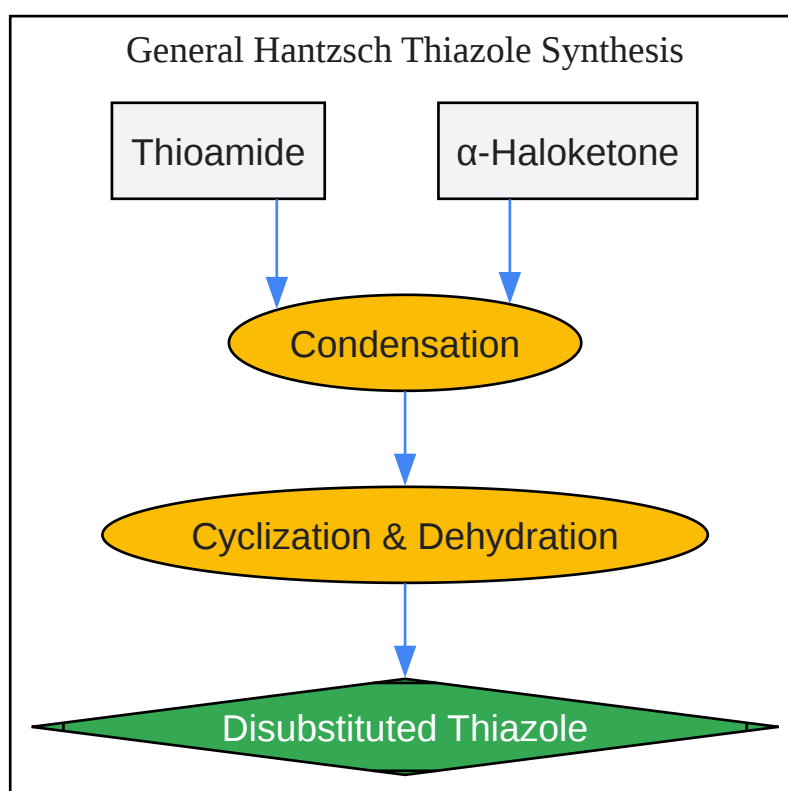 General Hantzsch Thiazole Synthesis
Thioamide
α-Haloketone
Condensation
Cyclization & Dehydration
Disubstituted Thiazole